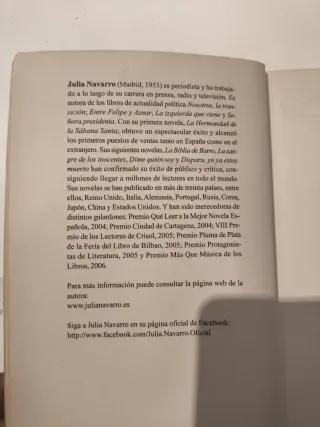 Julia Navarro (Madrid, 1953) es periodista y ha trabaja-
do a lo largo de su carrera en prensa, radio y televisión. Es
autora de los libros de actualidad política Nosotros, la tran-
sición; Entre Felipe y Aznar, La izquierda que viene y Se-
ñora presidenta. Con su primera novela, La Hermandad de
la Sábana Santa, obtuvo un espectacular éxito y alcanzó
los primeros puestos de ventas tanto en España como en el
extranjero. Sus siguientes novelas, La Biblia de Barro, La san-
gre de los inocentes, Dime quién soy y Dispara, yo ya estoy
muerto han confirmado su éxito de público y crítica, con-
siguiendo llegar a millones de lectores en todo el mundo.
Sus novelas se han publicado en más de treinta países, entre
ellos, Reino Unido, Italia, Alemania, Portugal, Rusia, Corea,
Japón, China y Estados Unidos. Y han sido merecedoras de
distintos galardones: Premio Qué Leer a la Mejor Novela Es-
pañola, 2004; Premio Ciudad de Cartagena, 2004; VIII Pre-
mio de los Lectores de Crisol, 2005; Premio Pluma de Plata
de la Feria del Libro de Bilbao, 2005; Premio Protagonis-
tas de Literatura, 2005 y Premio Más Que Música de los
Libros, 2006.
Para más información puede consultar la página web de la
autora:
www.julianavarro.es
Siga a Julia Navarro en su página oficial de Facebook:
http://www.facebook.com/Julia.Navarro.Oficial